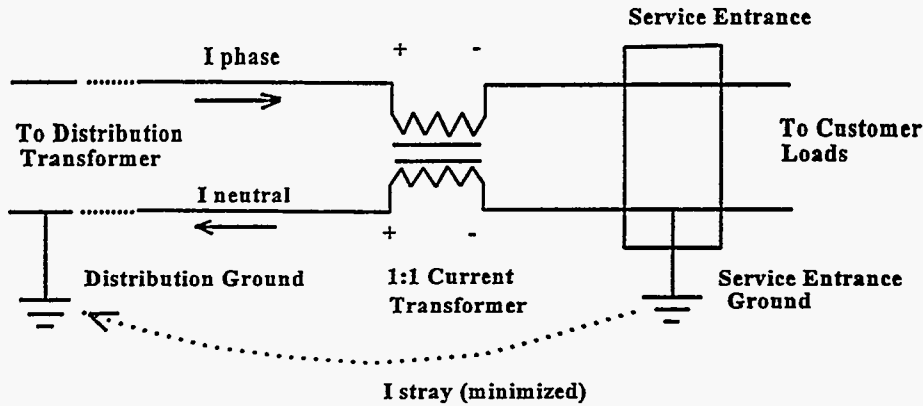 Service Entrance
I phase
+ -
To Distribution
Transformer
To Customer
Loads
I neutral
+ -
Distribution Ground
1:1 Current
Transformer
Service Entrance
Ground
I stray (minimized)